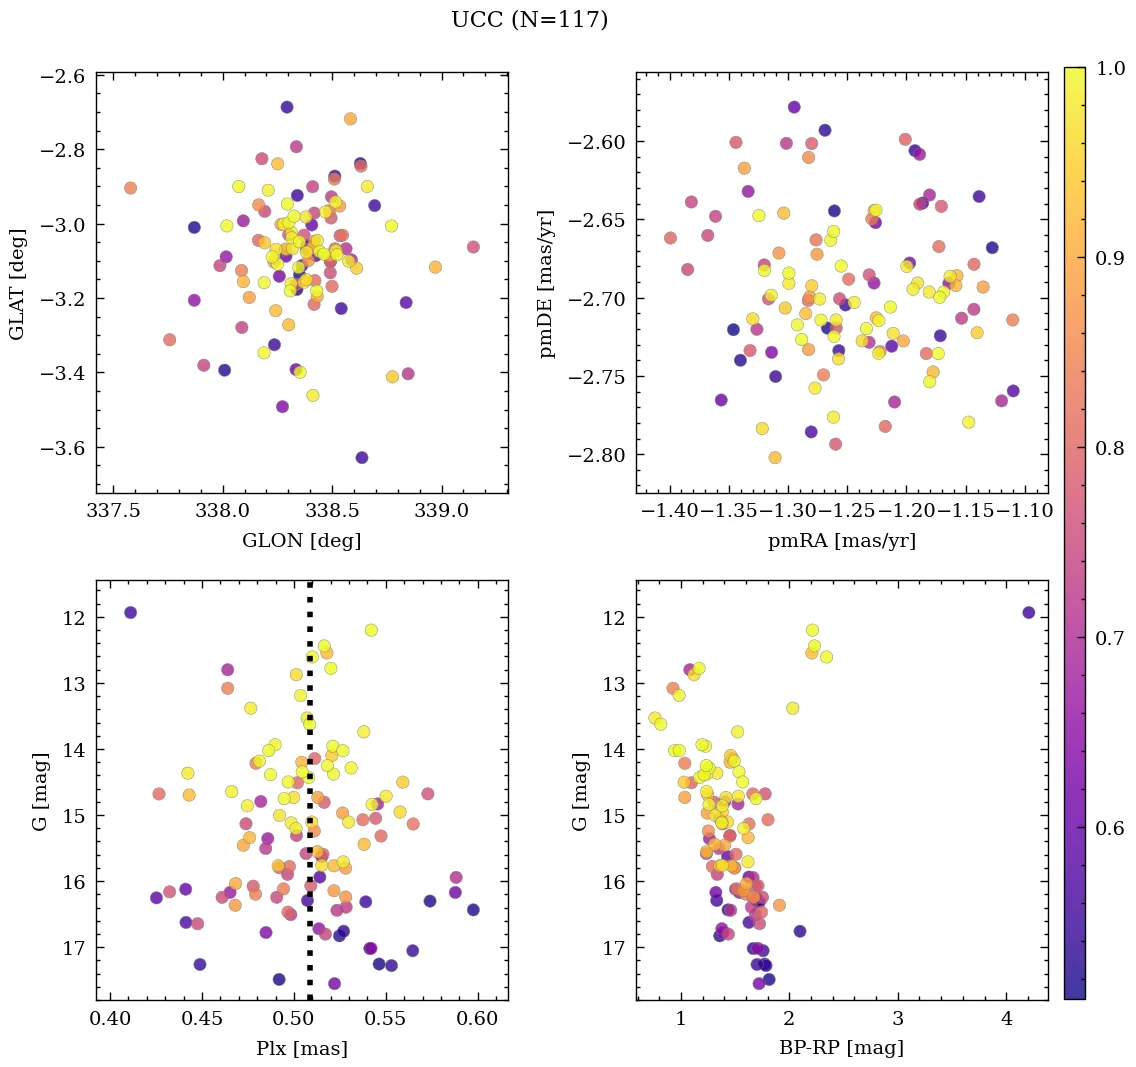 UCC (N=117)
−2.6
−2.8
−3.0
−3.2
−3.4
−3.6
GLAT [deg]
337.5 338.0 338.5 339.0
GLON [deg]
−2.60
−2.65
−2.70
−2.75
−2.80
pmDE [mas/yr]
−1.40 −1.35 −1.30 −1.25 −1.20 −1.15 −1.10
pmRA [mas/yr]
12
13
14
15
16
17
G [mag]
0.40 0.45 0.50 0.55 0.60
Plx [mas]
12
13
14
15
16
17
G [mag]
1 2 3 4
BP-RP [mag]
1.0
0.9
0.8
0.7
0.6